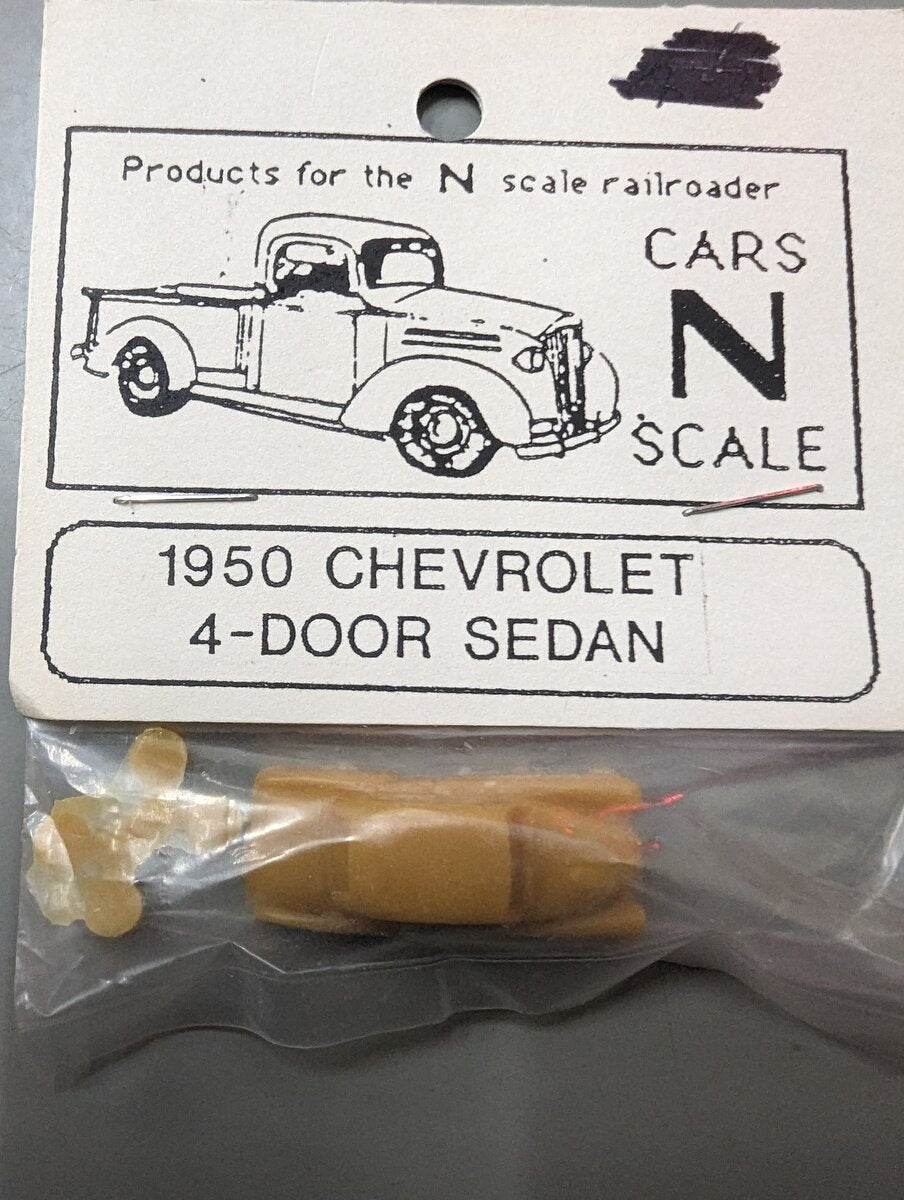 Products for the N scale railroader
CARS
N
SCALE
1950 CHEVROLET
4-DOOR SEDAN